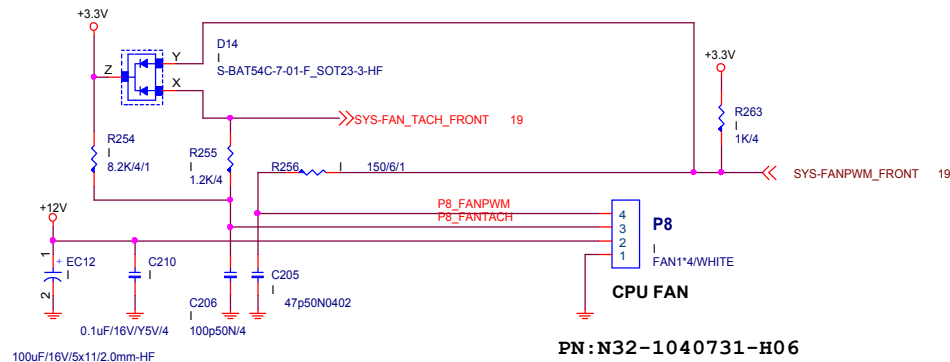 +3.3V
D14
I
S-BAT54C-7-01-F_SOT23-3-HF
Y
Z
X
+3.3V
SYS-FAN_TACH_FRONT 19
R263
I
1K/4
R254
I
8.2K/4/1
R255
I
1.2K/4
R256 I 150/6/1
SYS-FANPWM_FRONT 19
+12V
P8_FANPWM
P8_FANTACH
4
3
2
1
P8
I
FAN1*4/WHITE
CPU FAN
1
+
2
EC12
I
C210
I
0.1uF/16V/Y5V/4
C206
I
100p50N/4
C205
I
47p50N0402
100uF/16V/5x11/2.0mm-HF
PN:N32-1040731-H06